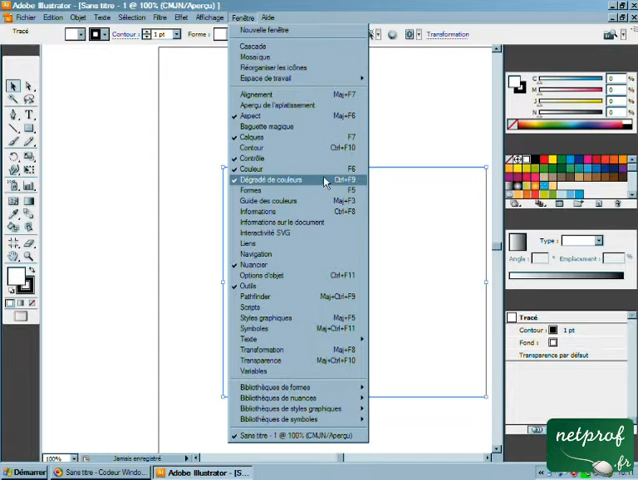 Adobe Illustrator - [Sans titre - 1 @ 100% (CMJN/Aperçu)]
Fichier Edition Objet Texte Sélection Filtre Effet Affichage Fenêtre Aide
Tracé
Contour : 1 pt Forme : Transformation
Nouvelle fenêtre
Cascade
Mosaïque
Réorganiser les icônes
Espace de travail
Alignement Maj+F7
Aperçu de l'aplatissement
Aspect Maj+F6
Baguette magique
Calques F7
Contour Ctrl+F10
Contrôle
Couleur F6
Dégradé de couleurs Ctrl+F9
Formes F5
Guide des couleurs Maj+F3
Informations Ctrl+F8
Informations sur le document
Interactivité SVG
Liens
Navigation
Nuancier
Options d'objet Ctrl+F11
Outils
Pathfinder Maj+Ctrl+F9
Scripts
Styles graphiques Maj+F5
Symboles Maj+Ctrl+F11
Texte
Transformation Maj+F8
Transparence Maj+Ctrl+F10
Variables
Bibliothèques de formes
Bibliothèques de nuances
Bibliothèques de styles graphiques
Bibliothèques de symboles
Sans titre - 1 @ 100% (CMJN/Aperçu)
C 0 %
M 0 %
J 0 %
N 0 %
Type :
Angle : ° Emplacement : %
Tracé
Contour : 1 pt
Fond :
Transparence par défaut
100% Jamais enregistré
Démarrer Sans titre - Codeur Windo... Adobe Illustrator - [S...
netprof
.fr